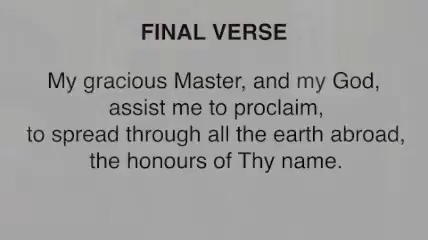 FINAL VERSE
My gracious Master, and my God,
assist me to proclaim,
to spread through all the earth abroad,
the honours of Thy name.